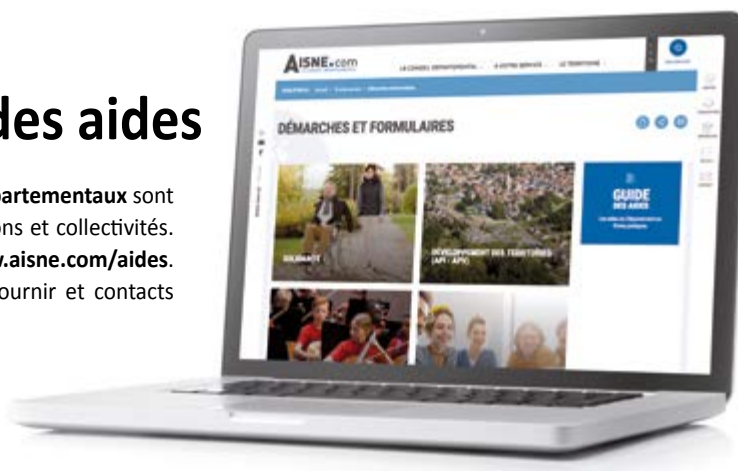 des aides
partementaux sont
ons et collectivités.
w.aisne.com/aides.
ournir et contacts
AISNE.com
LE CONSEIL DÉPARTEMENTAL
À VOTRE SERVICE
LE TERRITOIRE
DÉMARCHES ET FORMULAIRES
SOLIDARITÉ
DÉVELOPPEMENT DES TERRITOIRES
(API - APV)
GUIDE
DES AIDES